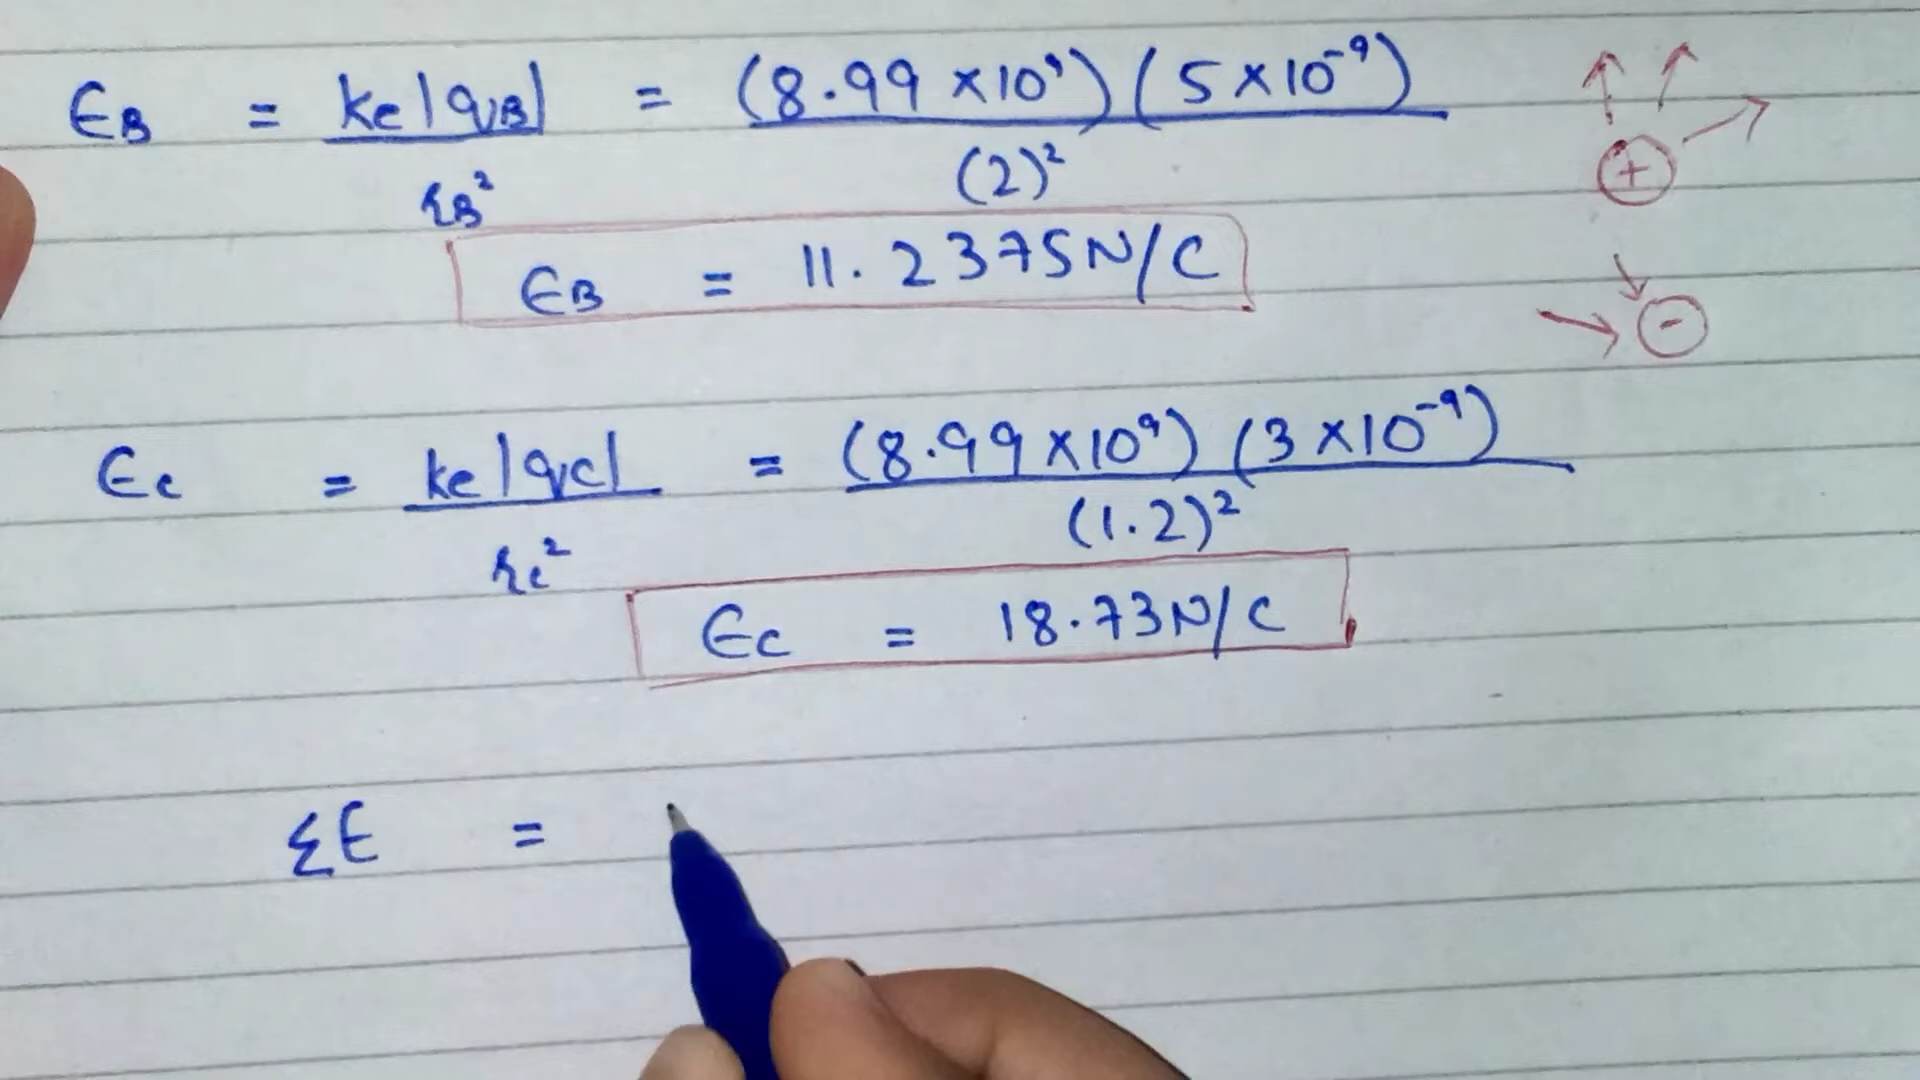 EB = ke|qB| / rB² = (8.99 × 10⁹)(5 × 10⁻⁹) / (2)²
EB = 11.2375 N/C
Ec = ke|qc| / rc² = (8.99 × 10⁹)(3 × 10⁻⁹) / (1.2)²
Ec = 18.73 N/C
ΣE =
+
-